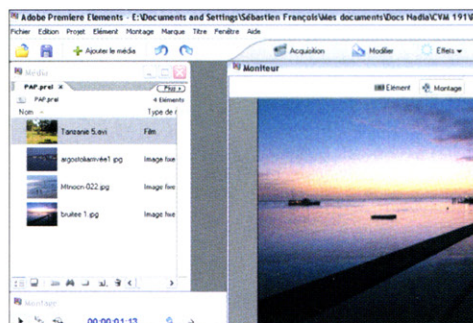 Adobe Premiere Elements - E:\Documents and Settings\Sébastien François\Mes documents\Docs Nadia\CVM 191\
Fichier Edition Projet Elément Montage Marque Titre Fenêtre Aide
Ajouter le média
Acquisition
Modifier
Effets
Média
Moniteur
PAP.prel
Plus
Elément
Montage
PAP.prel
4 Eléments
Nom
Type de r
Tanzanie 5.avi
Film
argostoliarrivée1.jpg
Image fixe
Mtnocn-022.jpg
Image fixe
bruitee 1.jpg
Image fixe
Montage
00:00:01:13